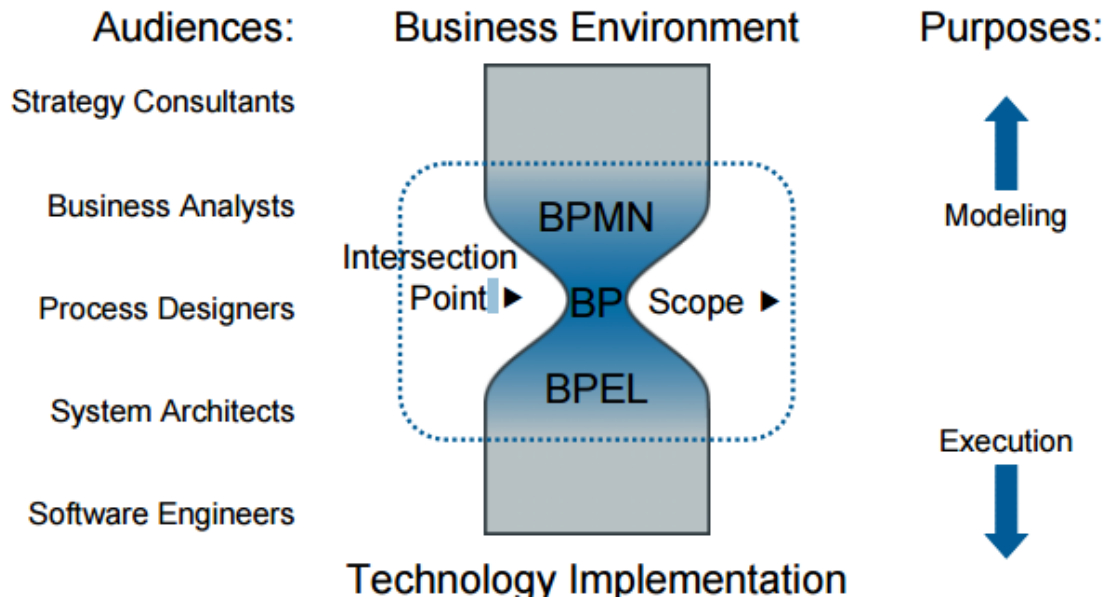 Audiences:
Business Environment
Purposes:
Strategy Consultants
Business Analysts
BPMN
Modeling
Intersection
Point
BP
Scope
Process Designers
BPEL
System Architects
Execution
Software Engineers
Technology Implementation